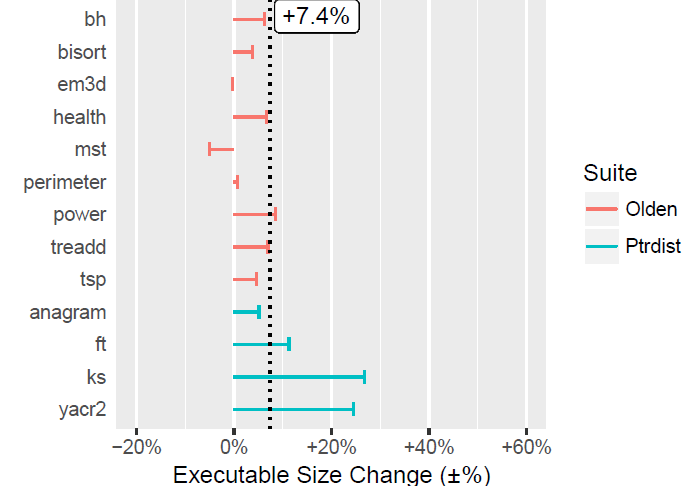 bh
+7.4%
bisort
em3d
health
mst
perimeter
power
treadd
tsp
anagram
ft
ks
yacr2
−20% 0% +20% +40% +60%
Executable Size Change (±%)
Suite
Olden
Ptrdist